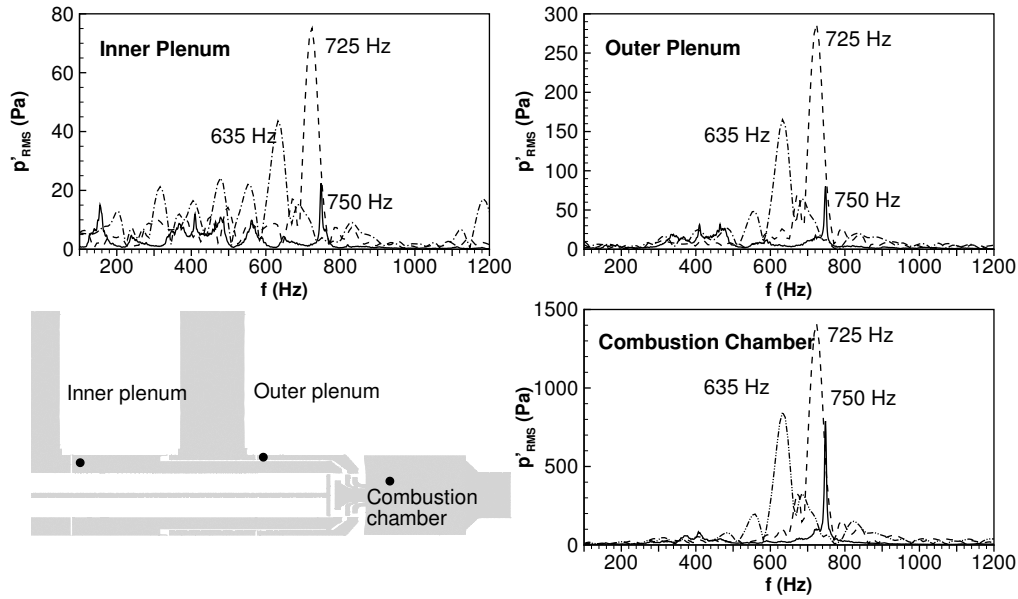 80
60
40
20
0
p'RMS (Pa)
Inner Plenum
725 Hz
635 Hz
750 Hz
200 400 600 800 1000 1200
f (Hz)
300
250
200
150
100
50
0
p'RMS (Pa)
Outer Plenum
725 Hz
635 Hz
750 Hz
200 400 600 800 1000 1200
f (Hz)
Inner plenum
Outer plenum
Combustion
chamber
1500
1000
500
0
p'RMS (Pa)
Combustion Chamber
725 Hz
635 Hz
750 Hz
200 400 600 800 1000 1200
f (Hz)